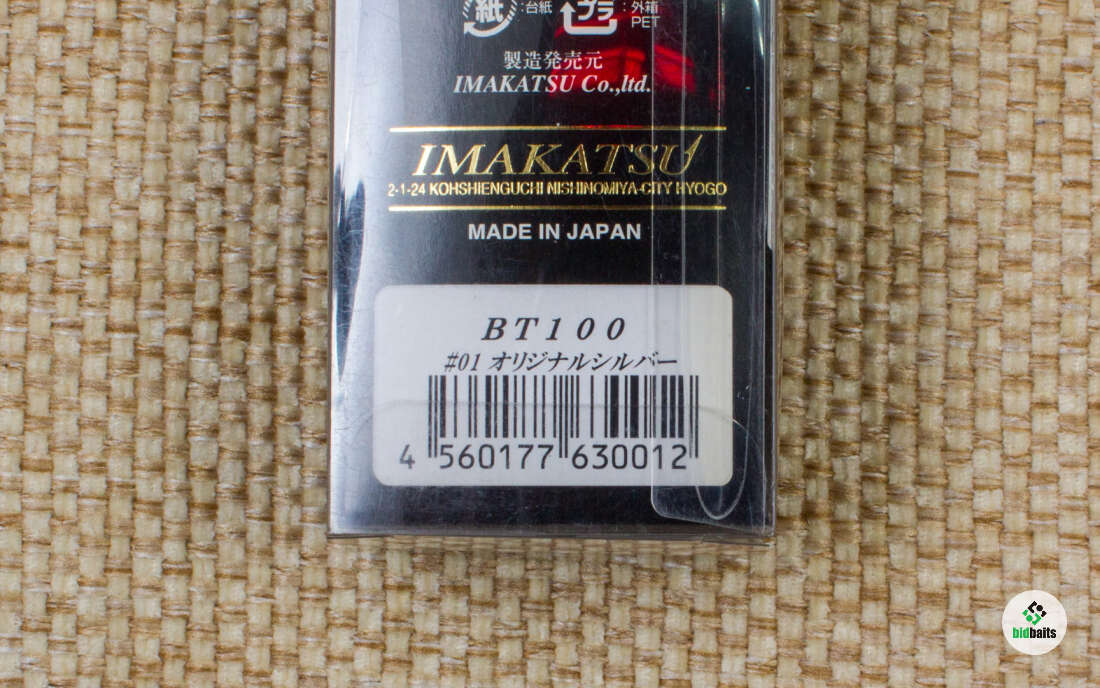 紙 :台紙 プラ :外箱
PET
製造発売元
IMAKATSU Co.,ltd.
IMAKATSU
2-1-24 KOHSHIENGUCHI NISHINOMIYA-CITY HYOGO
MADE IN JAPAN
BT100
#01 オリジナルシルバー
4 560177 630012
bidbaits